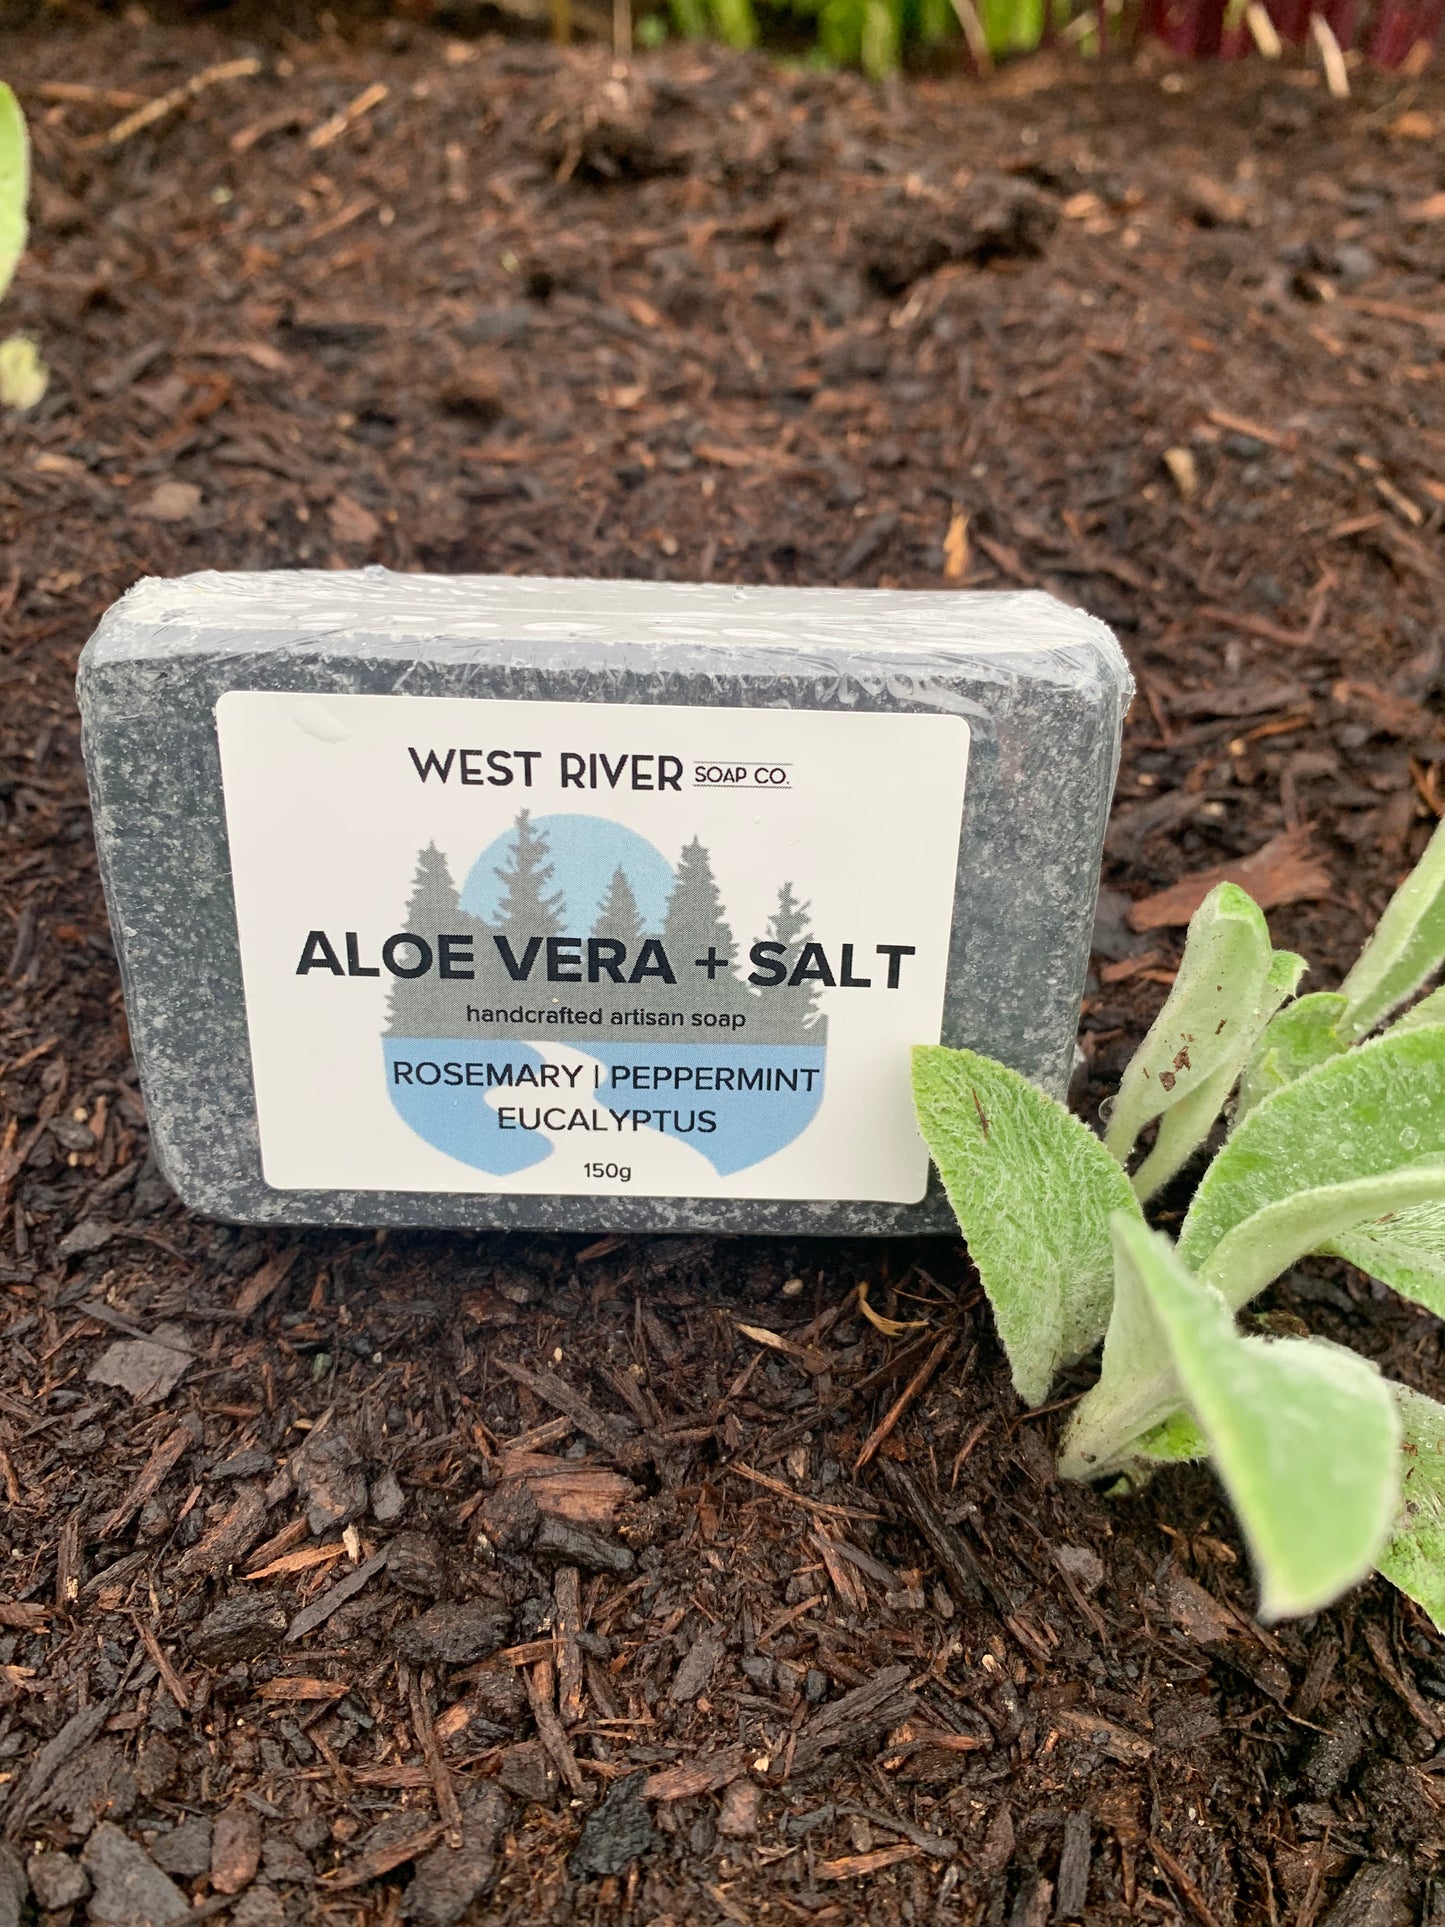 WEST RIVER SOAP CO.
ALOE VERA + SALT
handcrafted artisan soap
ROSEMARY | PEPPERMINT
EUCALYPTUS
150g